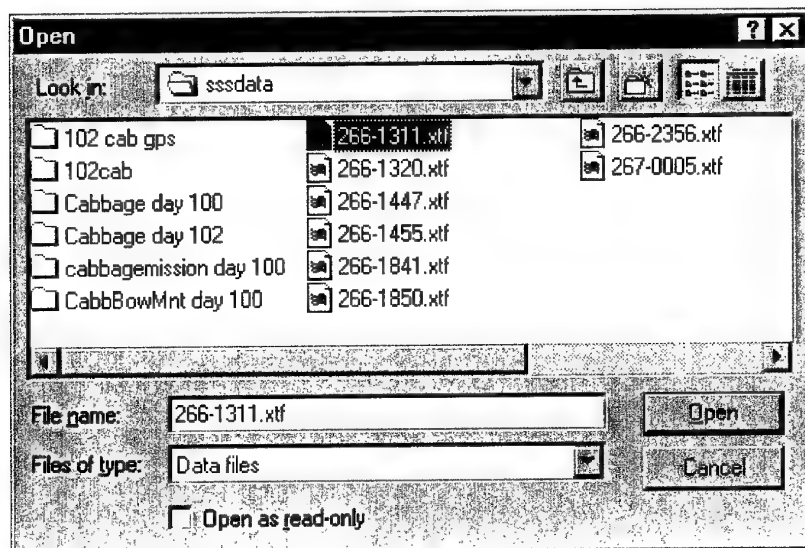 Open
Look in: sssdata
102 cab gps
102cab
Cabbage day 100
Cabbage day 102
cabbagemission day 100
CabbBowMnt day 100
266-1311.xtf
266-1320.xtf
266-1447.xtf
266-1455.xtf
266-1841.xtf
266-1850.xtf
266-2356.xtf
267-0005.xtf
File name: 266-1311.xtf Open
Files of type: Data files Cancel
Open as read-only